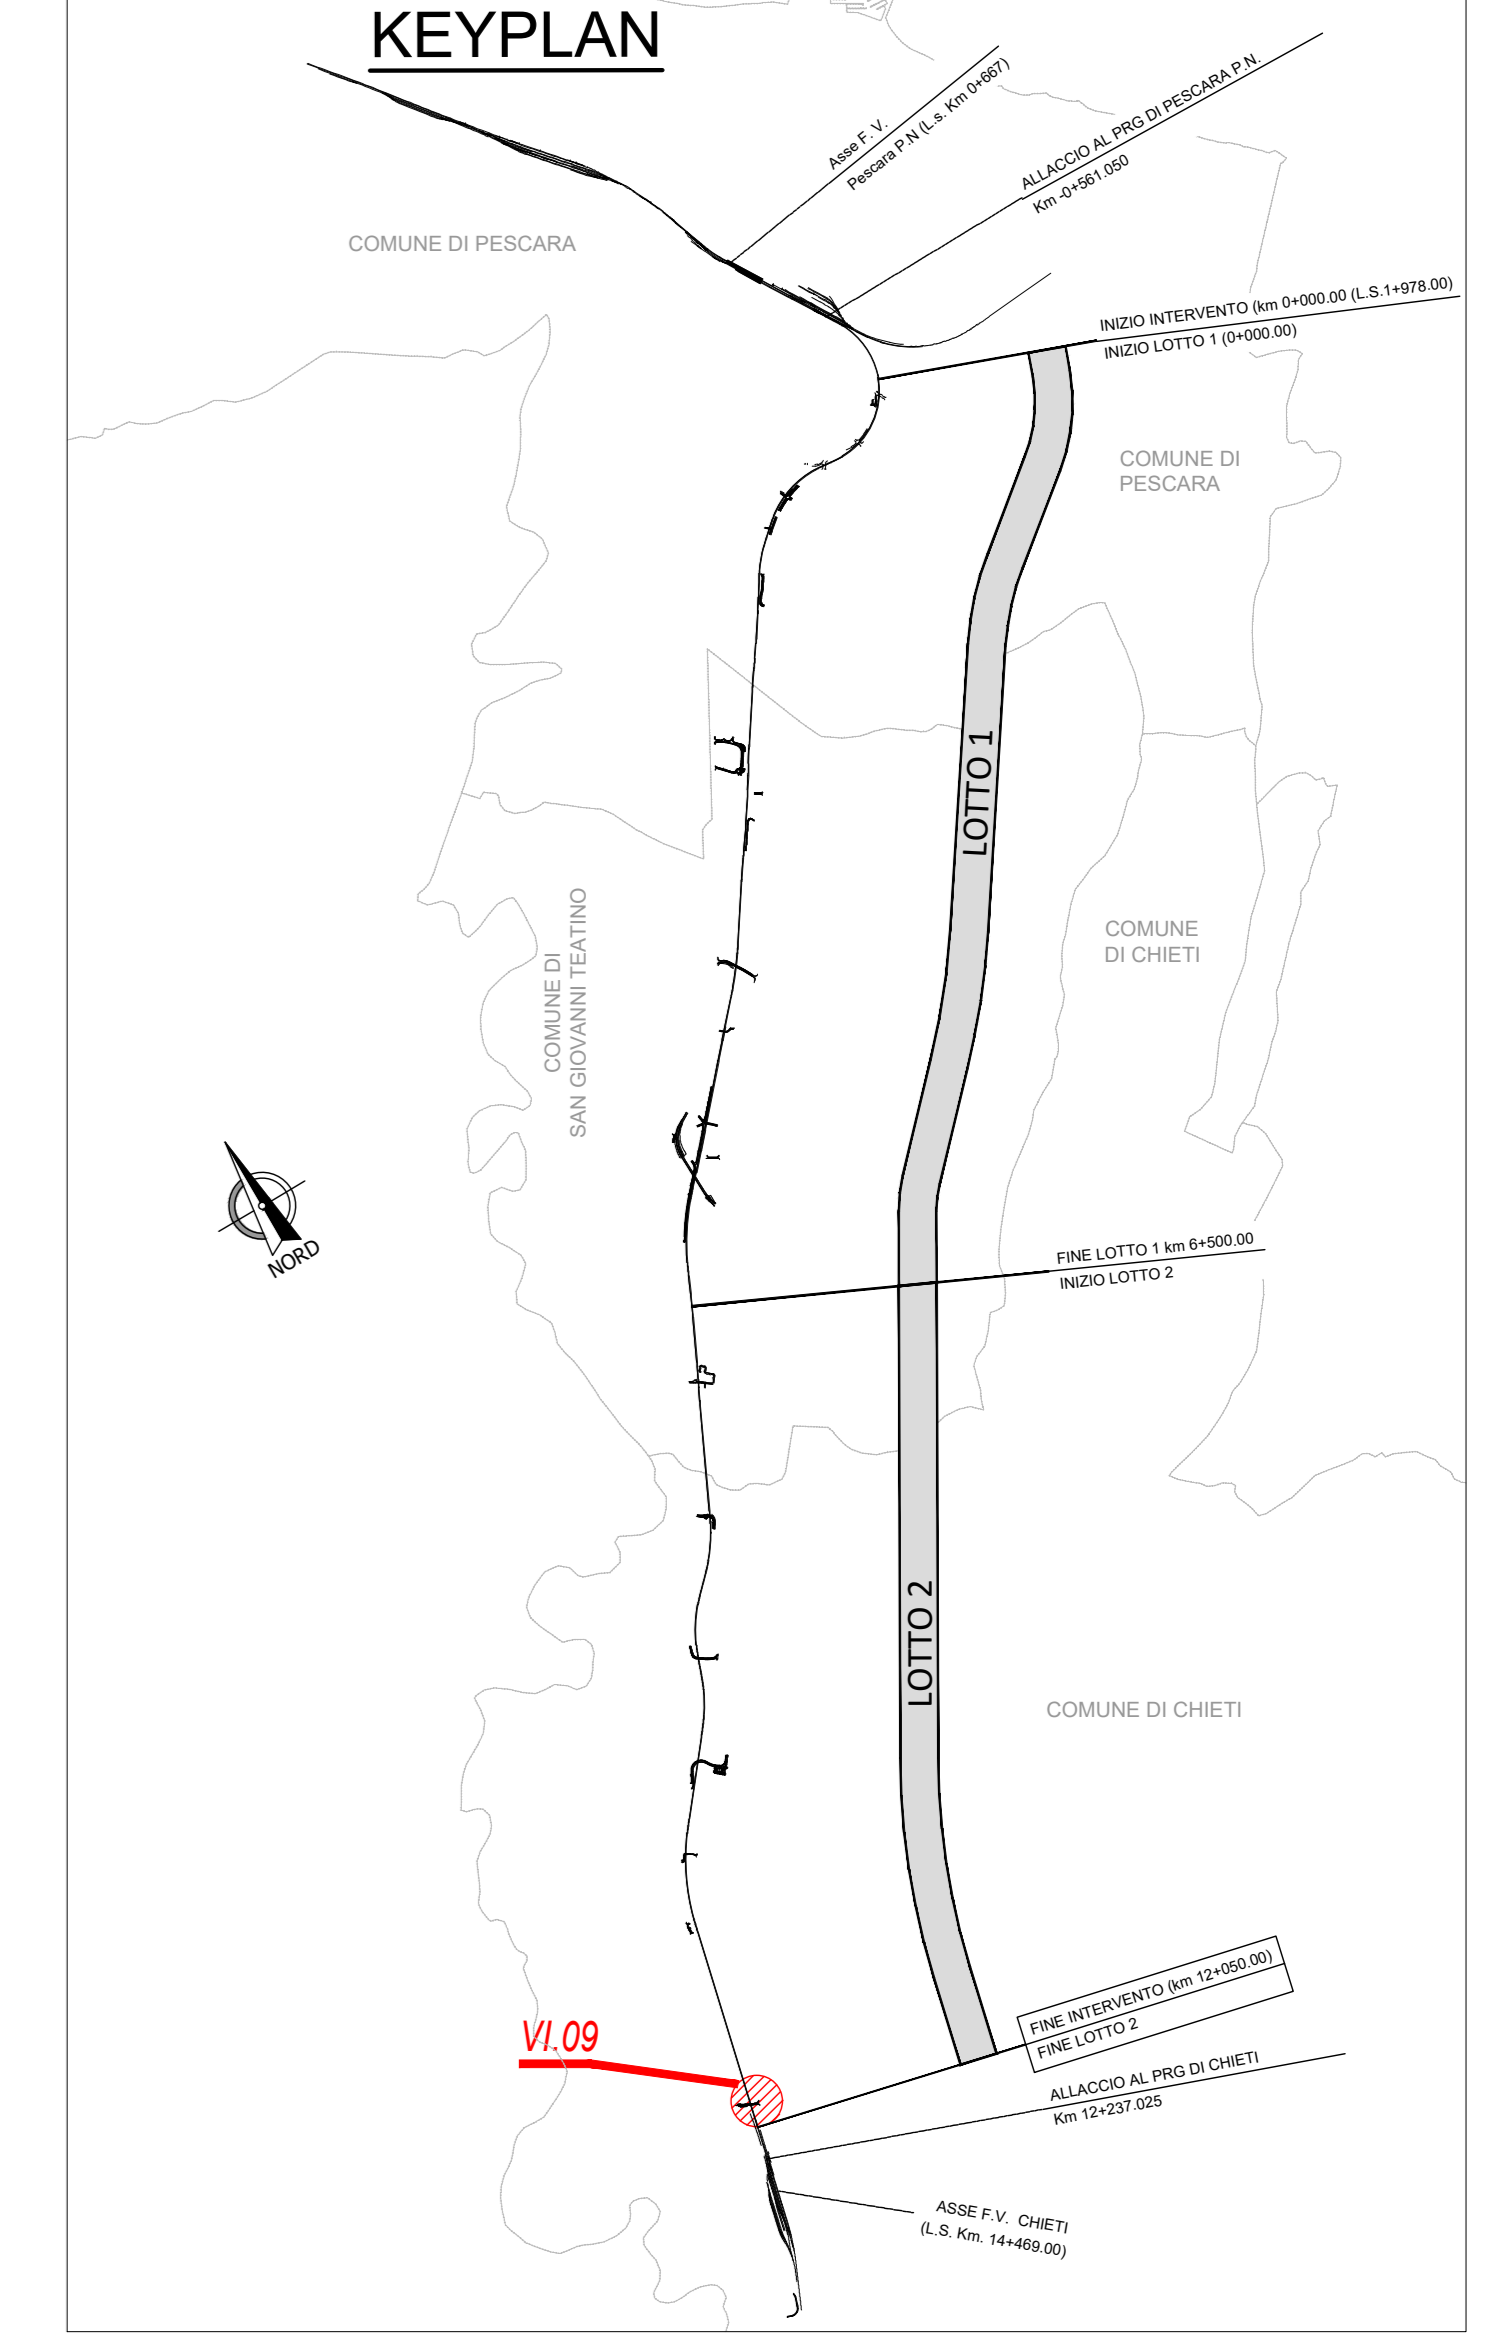 KEYPLAN
Asse F. V.
Pescara P.N (L.s. Km 0+667)
ALLACCIO AL PRG DI PESCARA P.N.
Km -0+561.050
COMUNE DI PESCARA
INIZIO INTERVENTO (km 0+000.00 (L.S.1+978.00)
INIZIO LOTTO 1 (0+000.00)
COMUNE DI
PESCARA
LOTTO 1
COMUNE DI
SAN GIOVANNI TEATINO
COMUNE
DI CHIETI
NORD
FINE LOTTO 1 km 6+500.00
INIZIO LOTTO 2
LOTTO 2
COMUNE DI CHIETI
VI.09
FINE INTERVENTO (km 12+050.00)
FINE LOTTO 2
ALLACCIO AL PRG DI CHIETI
Km 12+237.025
ASSE F.V. CHIETI
(L.S. Km. 14+469.00)